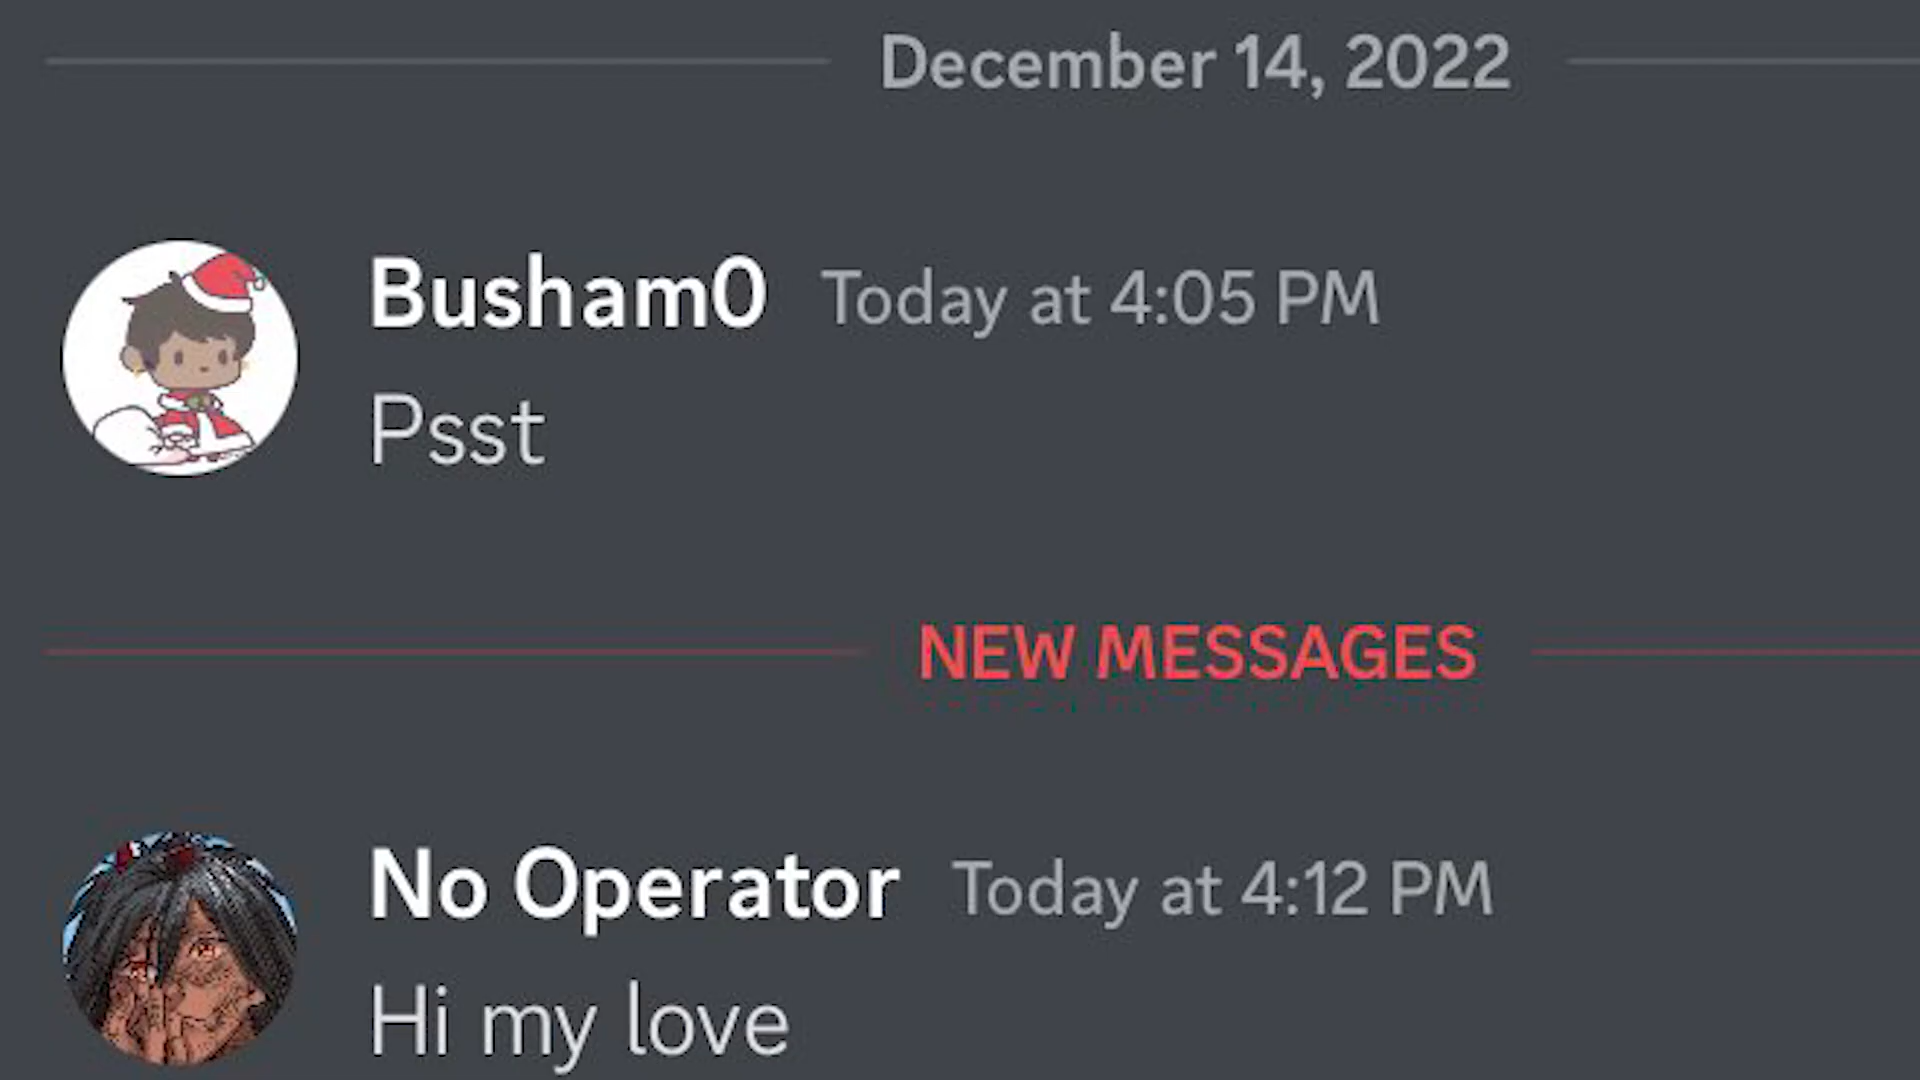 December 14, 2022
Busham0 Today at 4:05 PM
Psst
NEW MESSAGES
No Operator Today at 4:12 PM
Hi my love